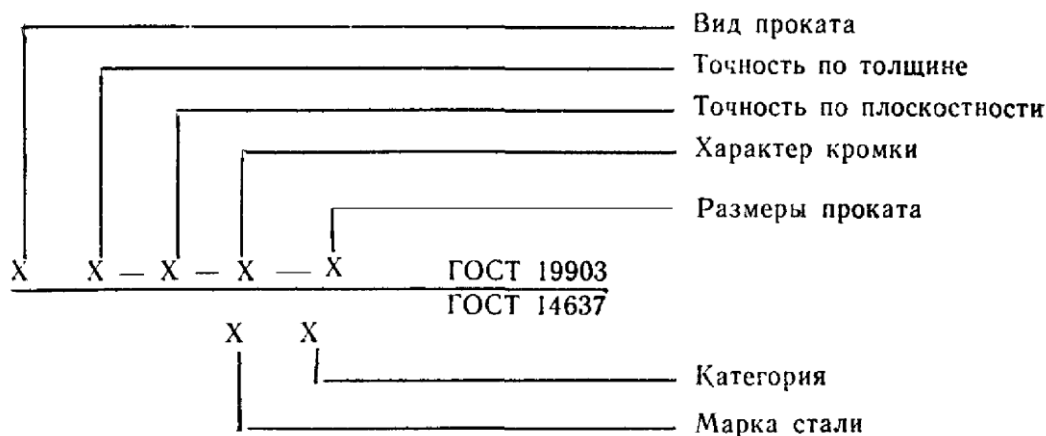 Вид проката
Точность по толщине
Точность по плоскостности
Характер кромки
Размеры проката
Х Х — Х — Х — Х ГОСТ 19903
ГОСТ 14637
Х Х
Категория
Марка стали